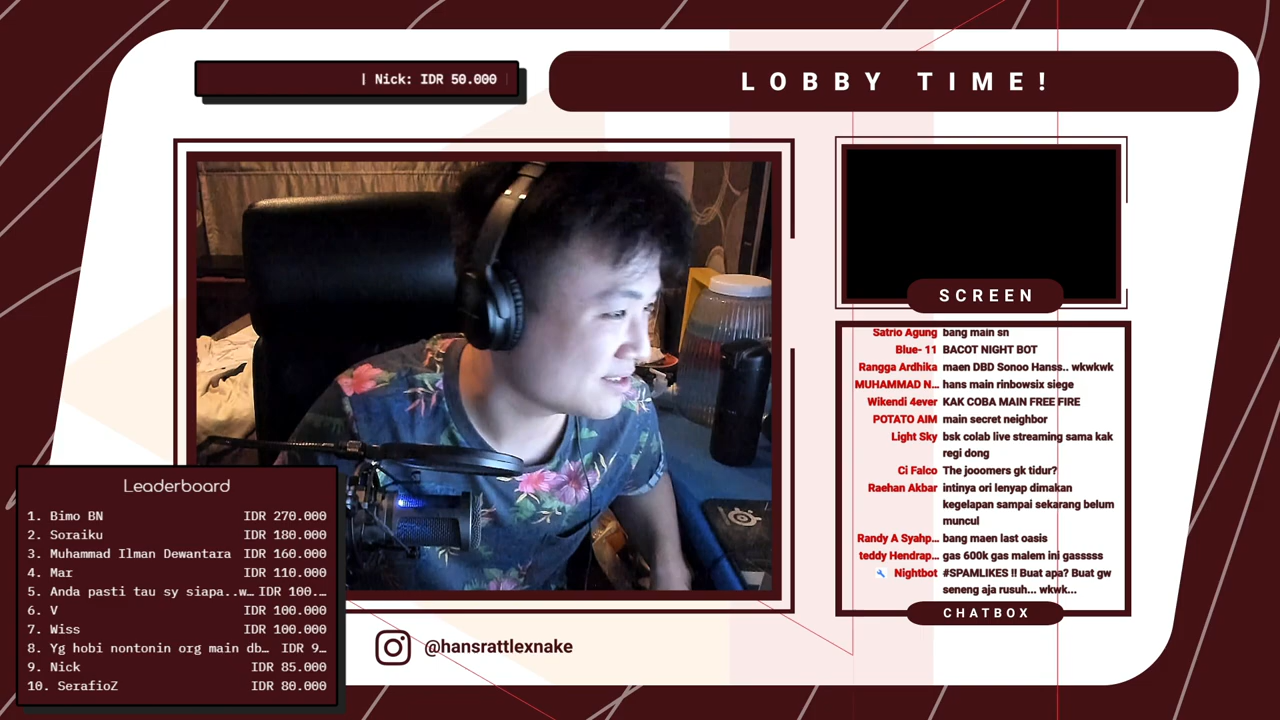 | Nick: IDR 50.000
LOBBY TIME!
SCREEN
Satrio Agung bang main sn
Blue- 11 BACOT NIGHT BOT
Rangga Ardhika maen DBD Sonoo Hanss.. wkwkwk
MUHAMMAD N... hans main rinbowsix siege
Wikendi 4ever KAK COBA MAIN FREE FIRE
POTATO AIM main secret neighbor
Light Sky bsk colab live streaming sama kak
regi dong
Ci Falco The jooomers gk tidur?
Raehan Akbar intinya ori lenyap dimakan
kegelapan sampai sekarang belum
muncul
Randy A Syahp... bang maen last oasis
teddy Hendrap... gas 600k gas malem ini gasssss
Nightbot #SPAMLIKES !! Buat apa? Buat gw
seneng aja rusuh... wkwk...
CHATBOX
Leaderboard
1. Bimo BN IDR 270.000
2. Soraiku IDR 180.000
3. Muhammad Ilman Dewantara IDR 160.000
4. Mar IDR 110.000
5. Anda pasti tau sy siapa..w… IDR 100.…
6. V IDR 100.000
7. Wiss IDR 100.000
8. Yg hobi nontonin org main db… IDR 9…
9. Nick IDR 85.000
10. SerafioZ IDR 80.000
@hansrattlexnake